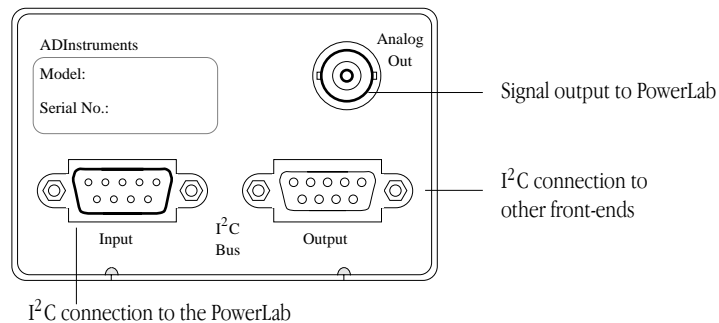 ADInstruments
Model:
Serial No.:
Analog
Out
Signal output to PowerLab
I²C connection to
other front-ends
Input
I²C
Bus
Output
I²C connection to the PowerLab